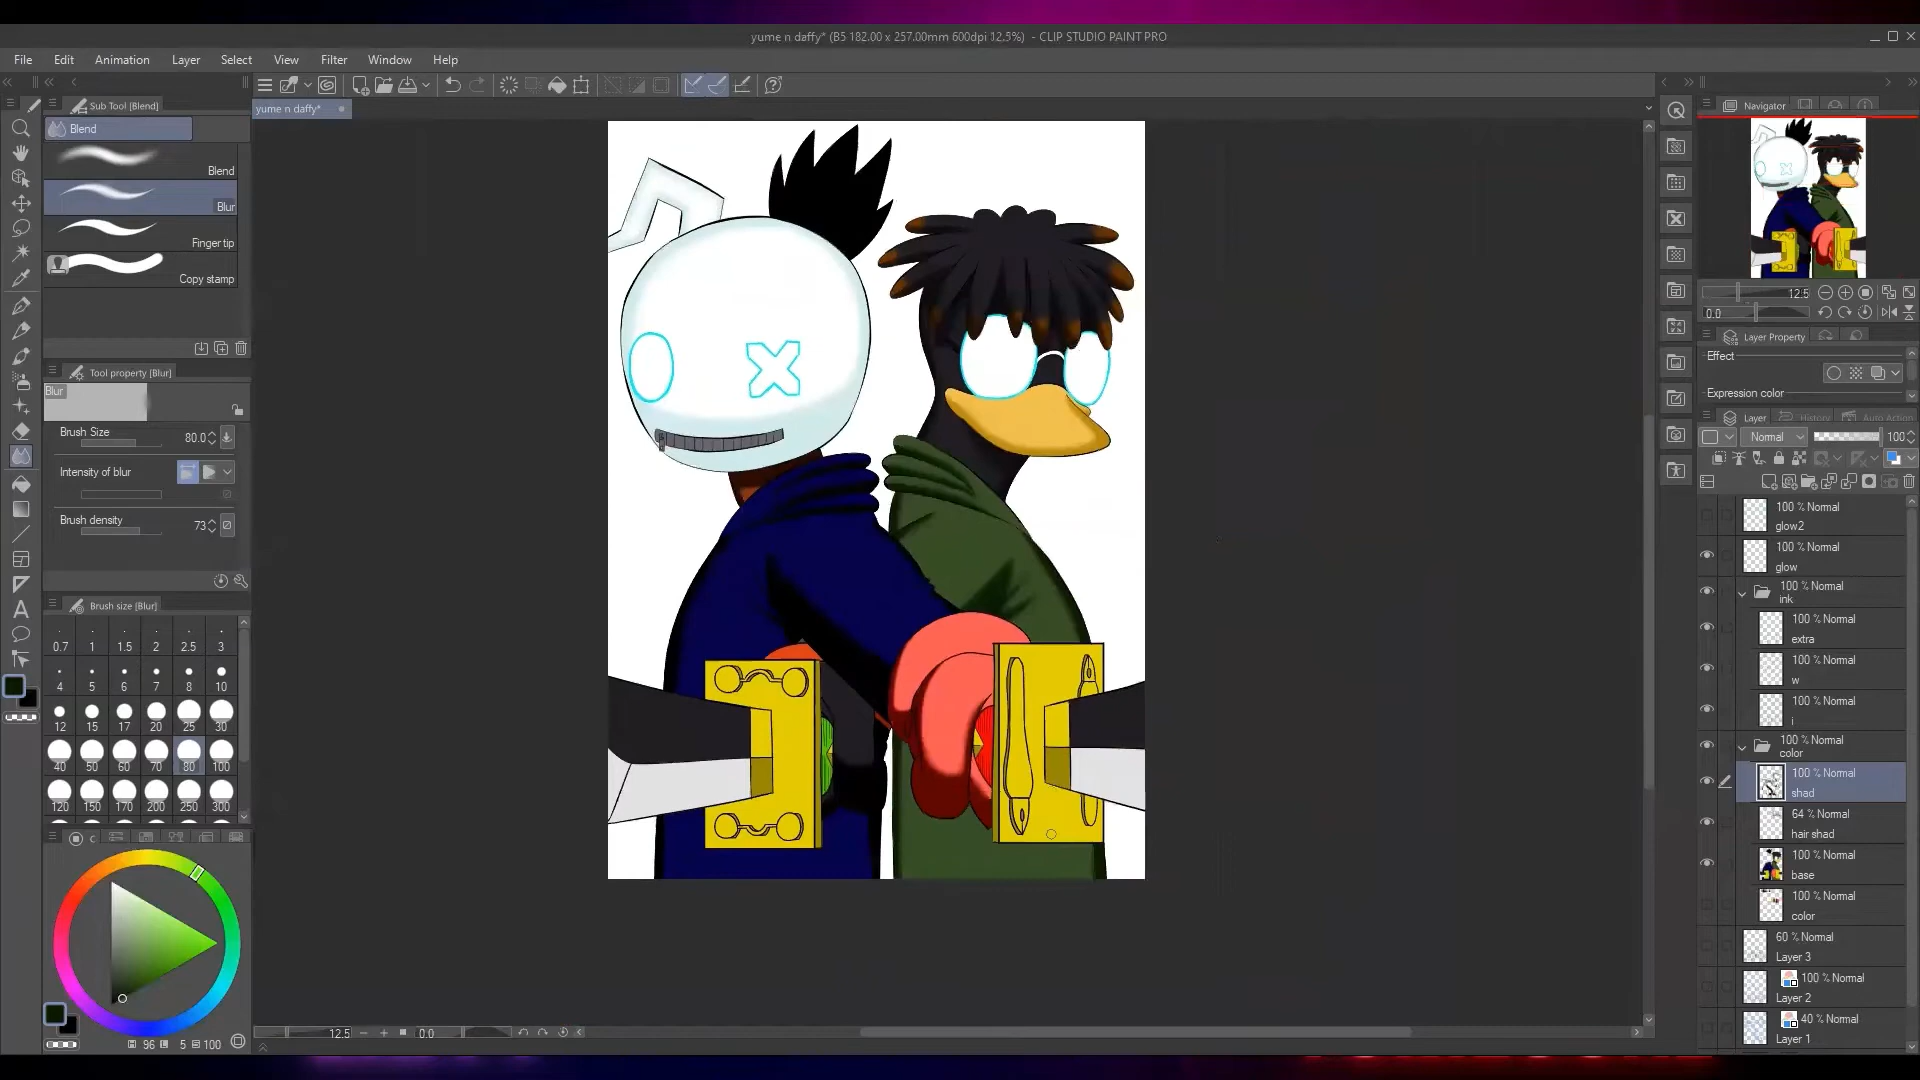 yume n daffy* (B5 182.00 x 257.00mm 600dpi 12.5%) - CLIP STUDIO PAINT PRO
File Edit Animation Layer Select View Filter Window Help
Sub Tool [Blend]
yume n daffy*
Navigator
Blend
Blend
Blur
Finger tip
Copy stamp
12.5
0.0
Layer Property
Effect
Expression color
Tool property [Blur]
Blur
Brush Size 80.0
Intensity of blur
Brush density 73
Layer History Auto Action
Normal 100
100 % Normal
glow2
100 % Normal
glow
100 % Normal
ink
100 % Normal
extra
100 % Normal
w
100 % Normal
i
100 % Normal
color
100 % Normal
shad
64 % Normal
hair shad
100 % Normal
base
100 % Normal
color
60 % Normal
Layer 3
100 % Normal
Layer 2
40 % Normal
Layer 1
Brush size [Blur]
0.7 1 1.5 2 2.5 3
4 5 6 7 8 10
12 15 17 20 25 30
40 50 60 70 80 100
120 150 170 200 250 300
H 96 L 5 S 100
12.5 0.0